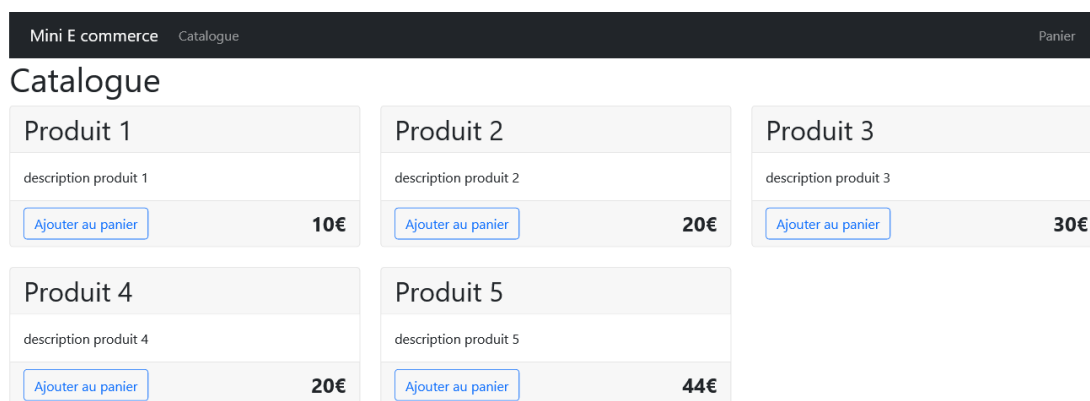 Mini E commerce Catalogue Panier
Catalogue
Produit 1 Produit 2 Produit 3
description produit 1 description produit 2 description produit 3
Ajouter au panier 10€ Ajouter au panier 20€ Ajouter au panier 30€
Produit 4 Produit 5
description produit 4 description produit 5
Ajouter au panier 20€ Ajouter au panier 44€